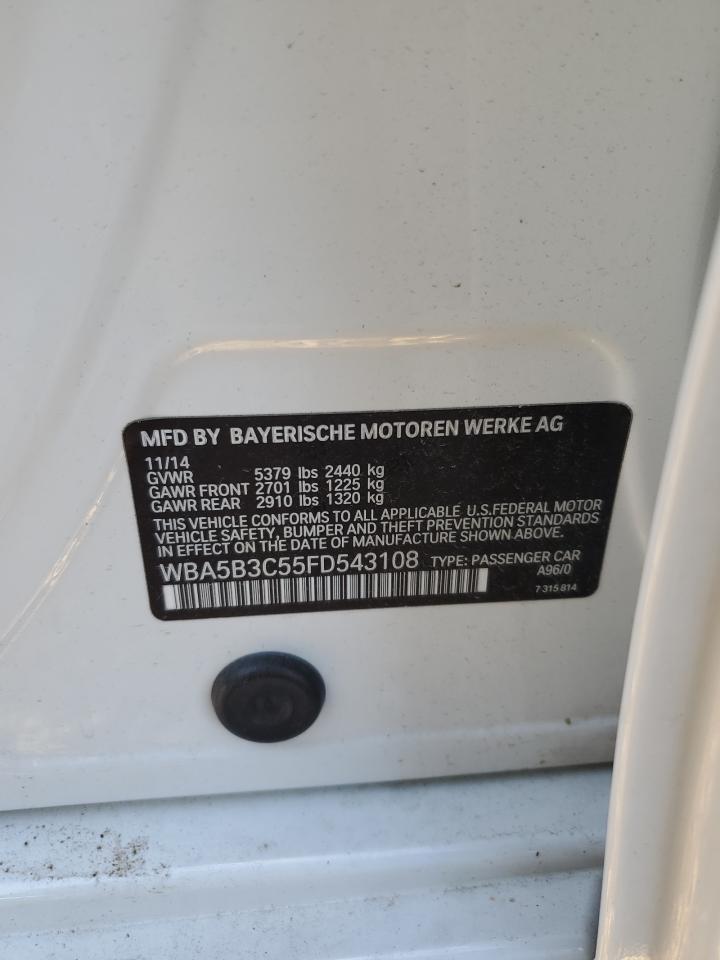 MFD BY BAYERISCHE MOTOREN WERKE AG
11/14
GVWR 5379 lbs 2440 kg
GAWR FRONT 2701 lbs 1225 kg
GAWR REAR 2910 lbs 1320 kg
THIS VEHICLE CONFORMS TO ALL APPLICABLE U.S.FEDERAL MOTOR
VEHICLE SAFETY, BUMPER AND THEFT PREVENTION STANDARDS
IN EFFECT ON THE DATE OF MANUFACTURE SHOWN ABOVE.
WBA5B3C55FD543108 TYPE: PASSENGER CAR
A96/0
7 315 814